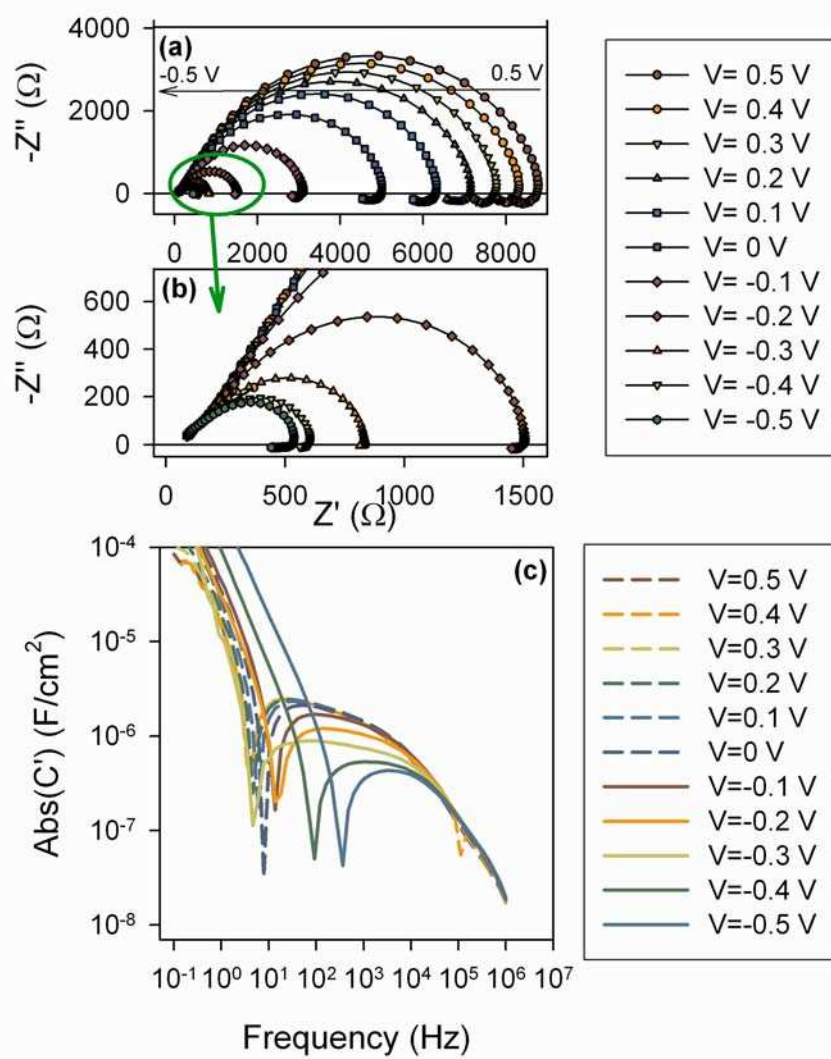 (a)
-0.5 V
0.5 V
-Z'' (Ω)
4000
2000
0
0 2000 4000 6000 8000
(b)
-Z'' (Ω)
600
400
200
0
0 500 1000 1500
Z' (Ω)
V= 0.5 V
V= 0.4 V
V= 0.3 V
V= 0.2 V
V= 0.1 V
V= 0 V
V= -0.1 V
V= -0.2 V
V= -0.3 V
V= -0.4 V
V= -0.5 V
(c)
Abs(C') (F/cm²)
10⁻⁴
10⁻⁵
10⁻⁶
10⁻⁷
10⁻⁸
10⁻¹ 10⁰ 10¹ 10² 10³ 10⁴ 10⁵ 10⁶ 10⁷
Frequency (Hz)
V=0.5 V
V=0.4 V
V=0.3 V
V=0.2 V
V=0.1 V
V=0 V
V=-0.1 V
V=-0.2 V
V=-0.3 V
V=-0.4 V
V=-0.5 V